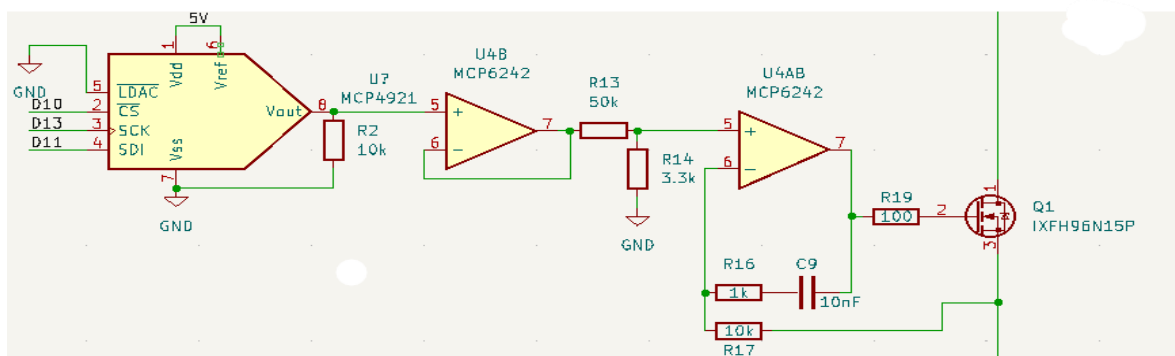 5V
1
6
Vdd
Vref
GND
5
LDAC
D10
2
CS
D13
3
SCK
D11
4
SDI
Vss
7
GND
Vout
8
U7
MCP4921
R2
10k
U4B
MCP6242
5
+
6
-
7
R13
50k
R14
3.3k
GND
U4AB
MCP6242
5
+
6
-
7
R19
100
2
1
3
Q1
IXFH96N15P
R16
1k
C9
10nF
10k
R17